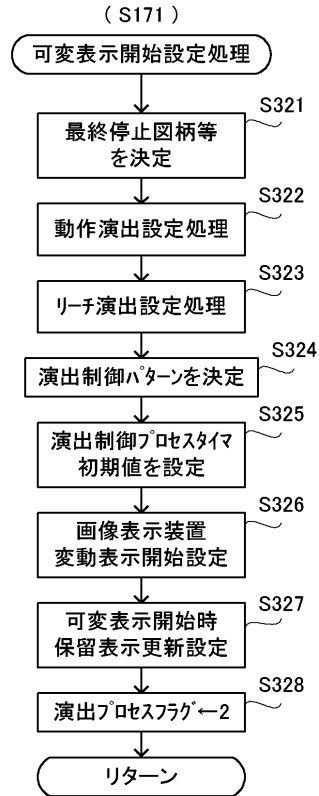 (S171)
可変表示開始設定処理
S321
最終停止図柄等
を決定
S322
動作演出設定処理
S323
ﾘｰﾁ演出設定処理
S324
演出制御ﾊﾟﾀｰﾝを決定
S325
演出制御ﾌﾟﾛｾｽﾀｲﾏ
初期値を設定
S326
画像表示装置
変動表示開始設定
S327
可変表示開始時
保留表示更新設定
S328
演出ﾌﾟﾛｾｽﾌﾗｸﾞ←2
リターン